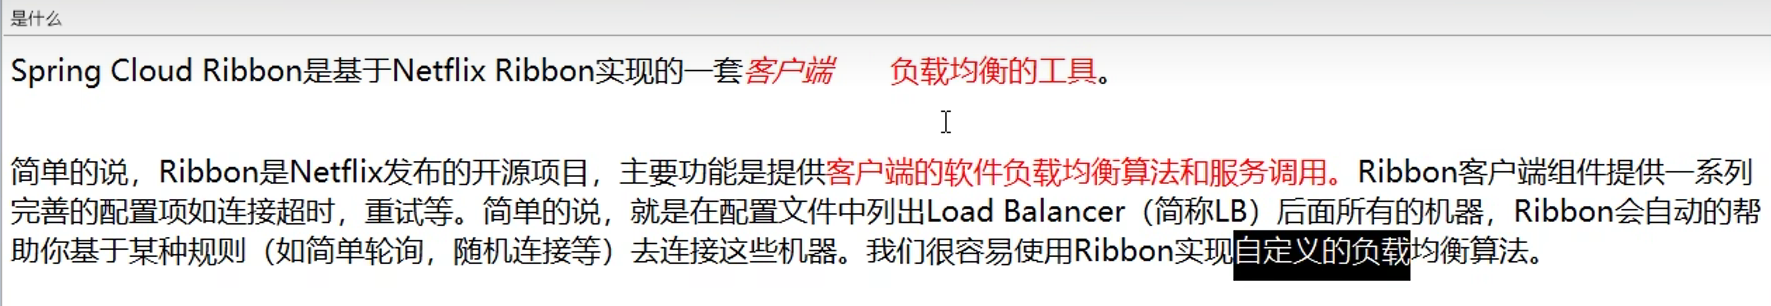 是什么
Spring Cloud Ribbon是基于Netflix Ribbon实现的一套客户端 负载均衡的工具。
简单的说，Ribbon是Netflix发布的开源项目，主要功能是提供客户端的软件负载均衡算法和服务调用。Ribbon客户端组件提供一系列
完善的配置项如连接超时，重试等。简单的说，就是在配置文件中列出Load Balancer（简称LB）后面所有的机器，Ribbon会自动的帮
助你基于某种规则（如简单轮询，随机连接等）去连接这些机器。我们很容易使用Ribbon实现自定义的负载均衡算法。